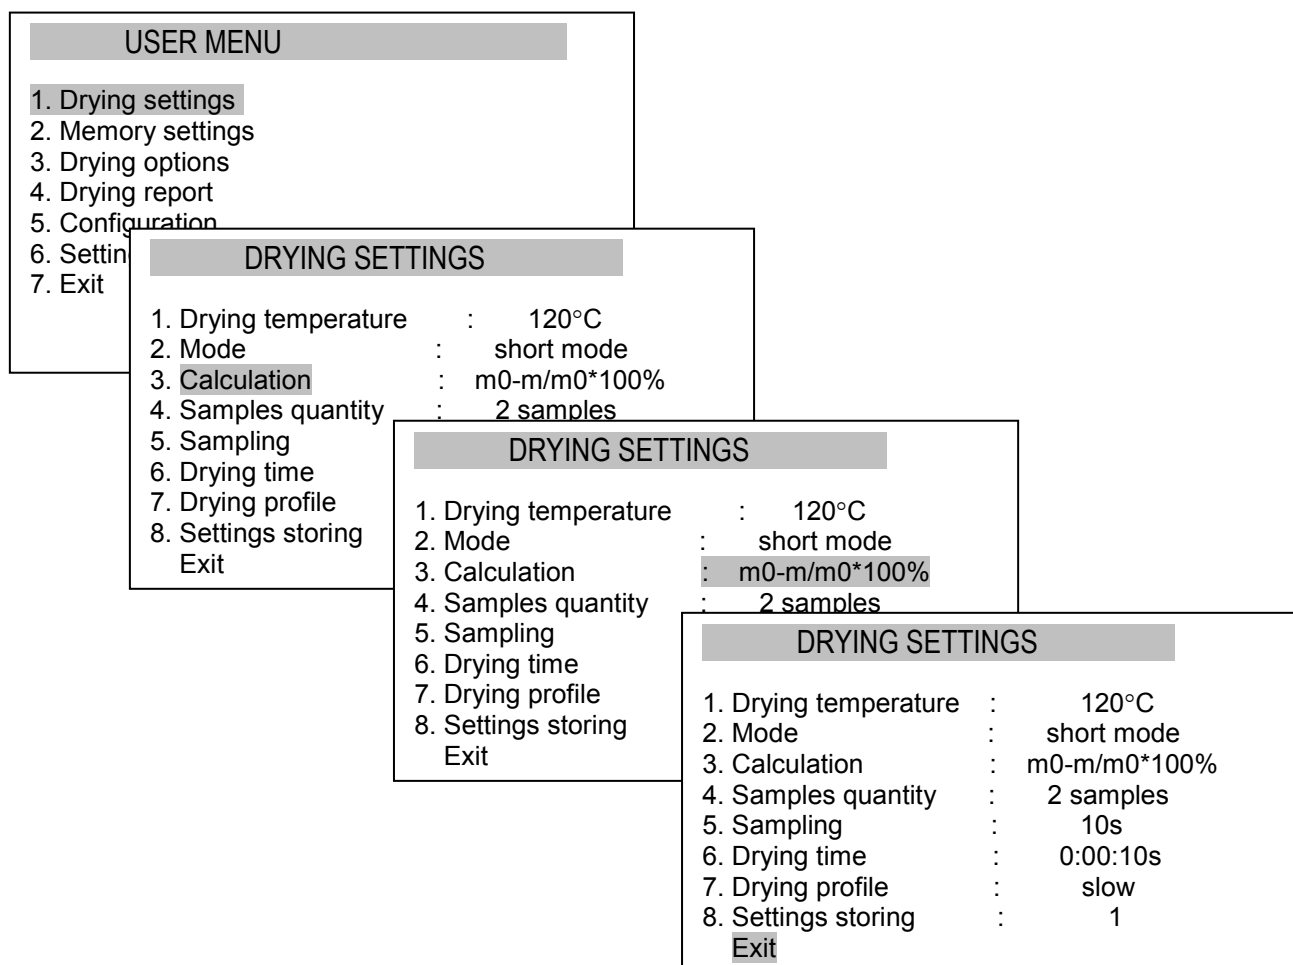 USER MENU
1. Drying settings
2. Memory settings
3. Drying options
4. Drying report
5. Configuration
6. Settin
7. Exit
DRYING SETTINGS
1. Drying temperature : 120°C
2. Mode : short mode
3. Calculation : m0-m/m0*100%
4. Samples quantity : 2 samples
5. Sampling
6. Drying time
7. Drying profile
8. Settings storing
Exit
DRYING SETTINGS
1. Drying temperature : 120°C
2. Mode : short mode
3. Calculation : m0-m/m0*100%
4. Samples quantity : 2 samples
5. Sampling
6. Drying time
7. Drying profile
8. Settings storing
Exit
DRYING SETTINGS
1. Drying temperature : 120°C
2. Mode : short mode
3. Calculation : m0-m/m0*100%
4. Samples quantity : 2 samples
5. Sampling : 10s
6. Drying time : 0:00:10s
7. Drying profile : slow
8. Settings storing : 1
Exit